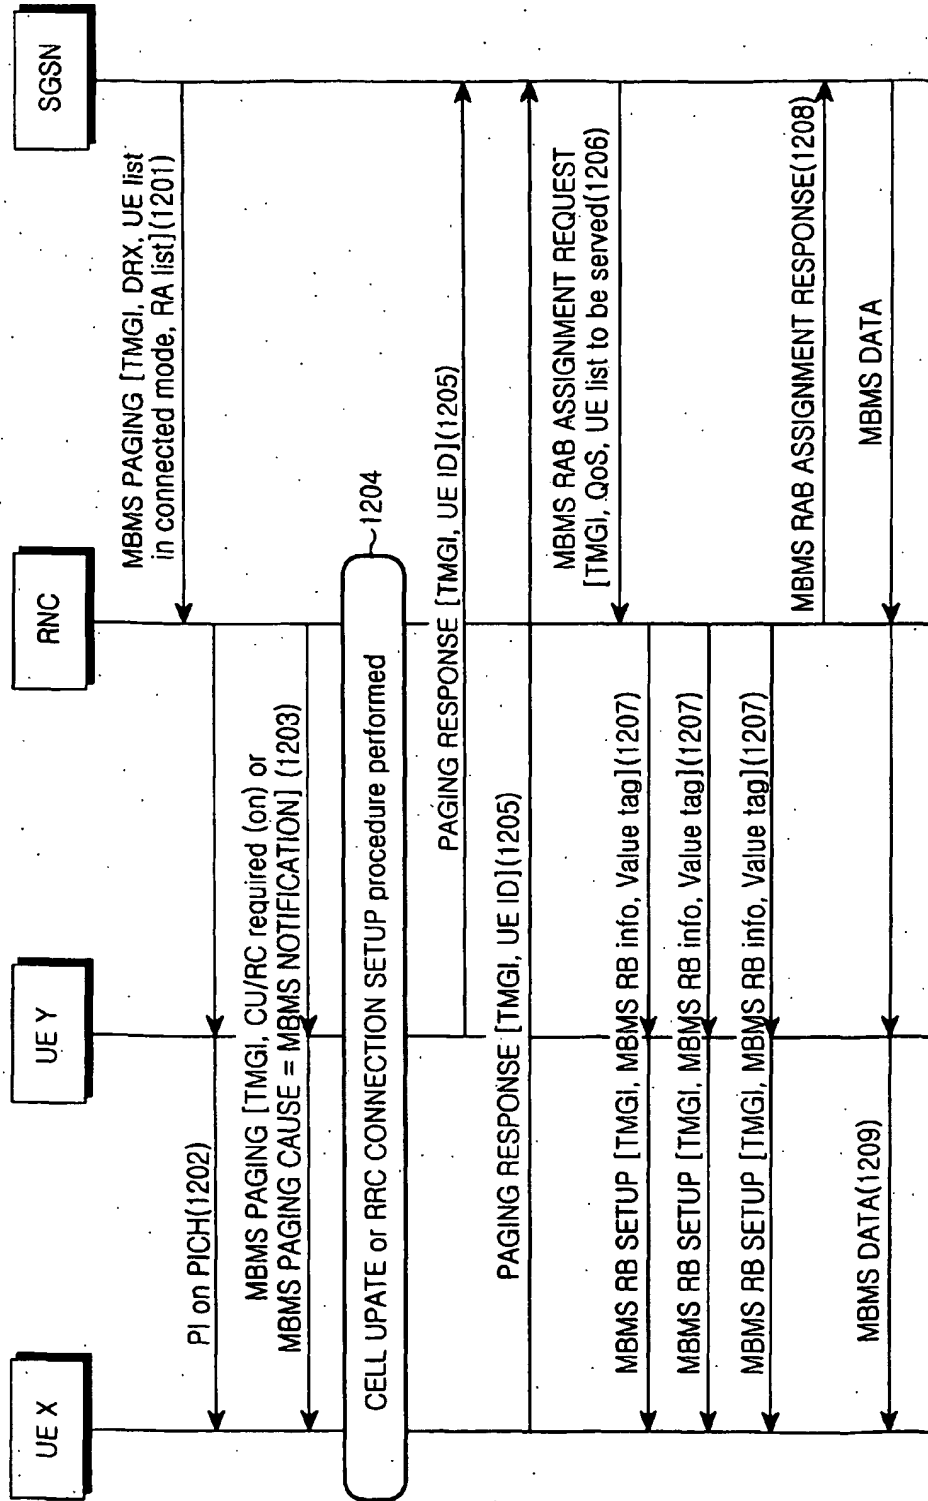 UE X
UE Y
RNC
SGSN
MBMS PAGING [TMGI, DRX, UE list
in connected mode, RA list](1201)
PI on PICH(1202)
MBMS PAGING [TMGI, CU/RC required (on) or
MBMS PAGING CAUSE = MBMS NOTIFICATION] (1203)
CELL UPATE or RRC CONNECTION SETUP procedure performed
1204
PAGING RESPONSE [TMGI, UE ID](1205)
PAGING RESPONSE [TMGI, UE ID](1205)
MBMS RAB ASSIGNMENT REQUEST
[TMGI, QoS, UE list to be served(1206)
MBMS RB SETUP [TMGI, MBMS RB info, Value tag](1207)
MBMS RB SETUP [TMGI, MBMS RB info, Value tag](1207)
MBMS RB SETUP [TMGI, MBMS RB info, Value tag](1207)
MBMS RAB ASSIGNMENT RESPONSE(1208)
MBMS DATA
MBMS DATA(1209)